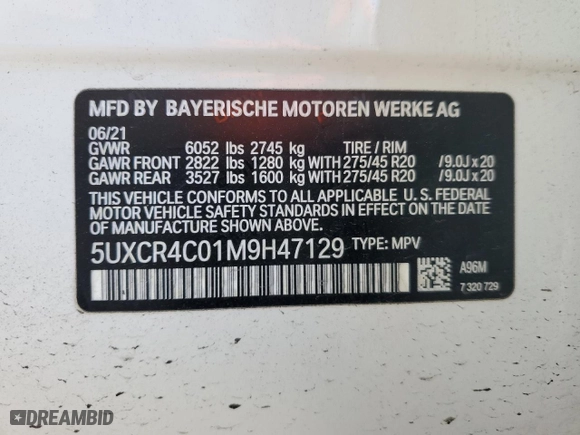 MFD BY BAYERISCHE MOTOREN WERKE AG
06/21
GVWR 6052 lbs 2745 kg TIRE / RIM
GAWR FRONT 2822 lbs 1280 kg WITH 275/45 R20 /9.0J x 20
GAWR REAR 3527 lbs 1600 kg WITH 275/45 R20 /9.0J x 20
THIS VEHICLE CONFORMS TO ALL APPLICABLE U. S. FEDERAL
MOTOR VEHICLE SAFETY STANDARDS IN EFFECT ON THE DATE OF
MANUFACTURE SHOWN ABOVE.
5UXCR4C01M9H47129 TYPE: MPV
A96M
7 320 729
DREAMBID